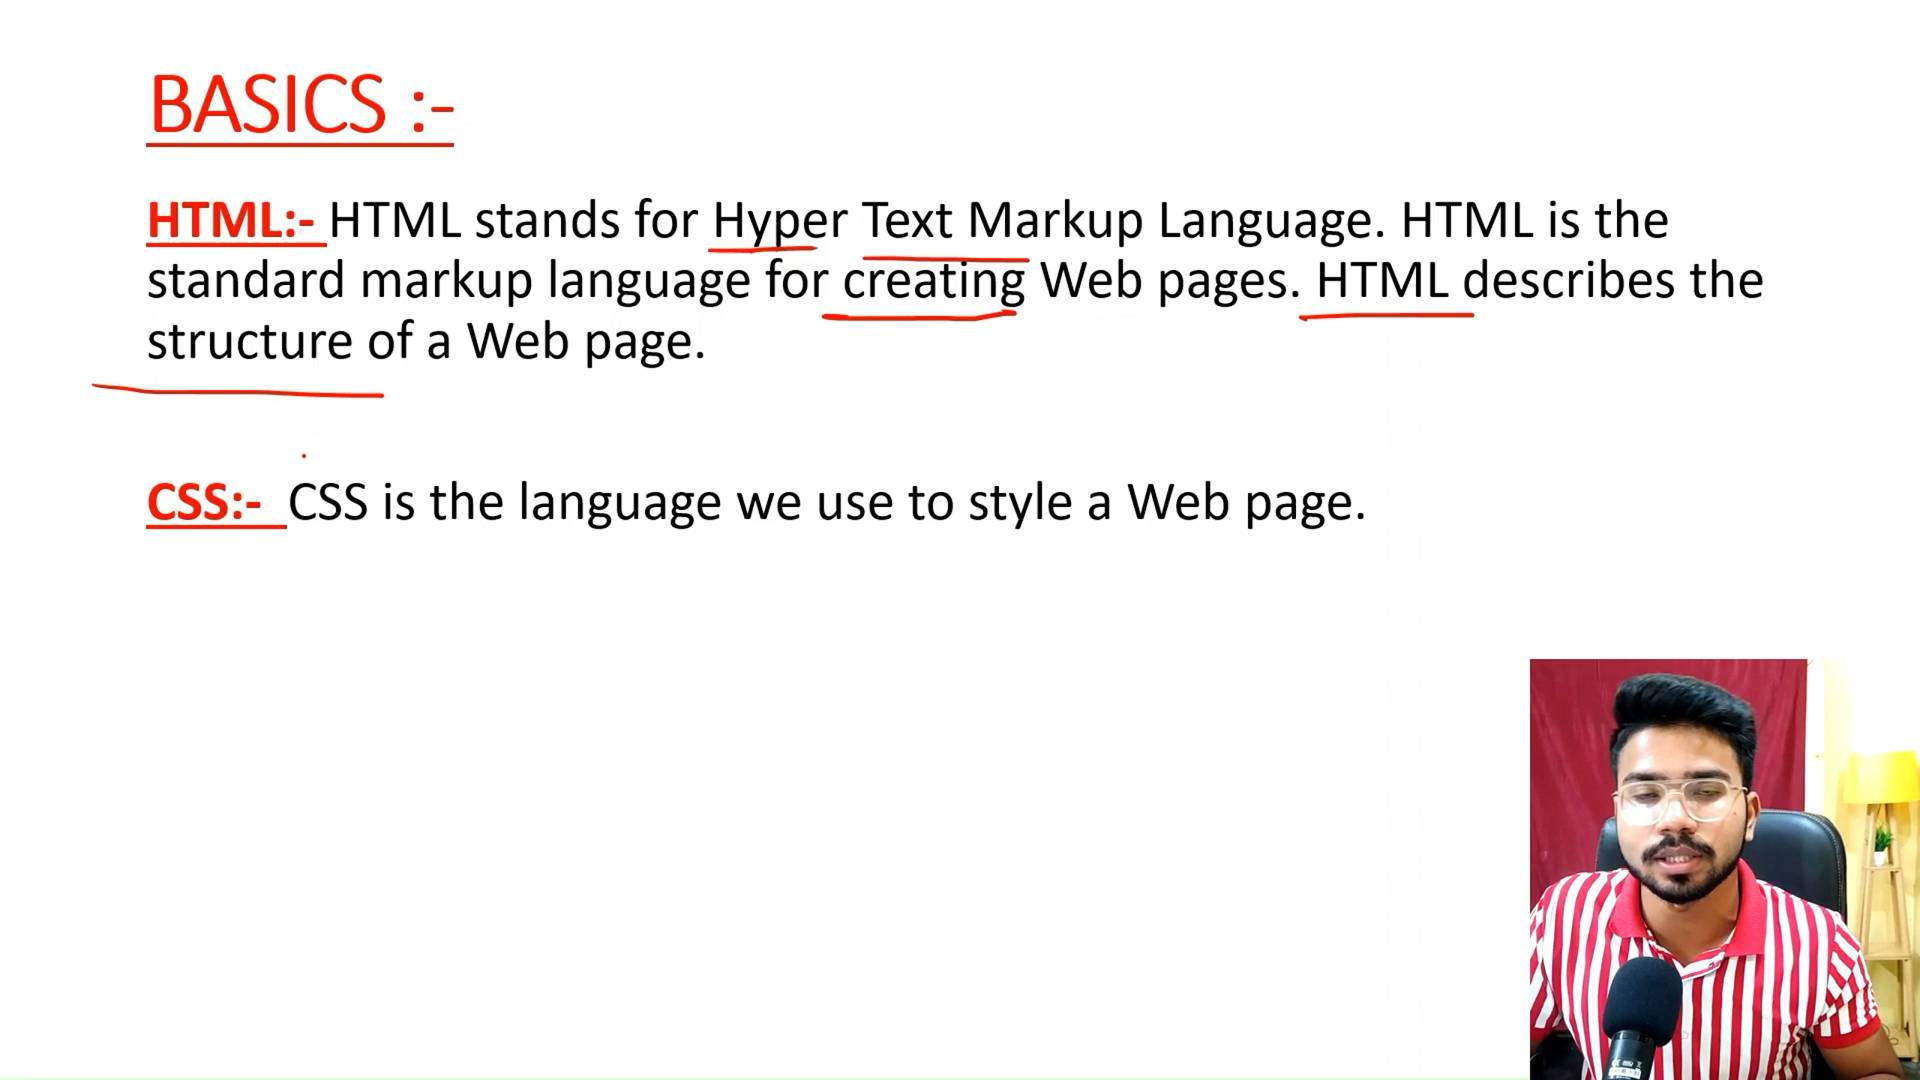 BASICS :-
HTML:- HTML stands for Hyper Text Markup Language. HTML is the
standard markup language for creating Web pages. HTML describes the
structure of a Web page.
CSS:- CSS is the language we use to style a Web page.